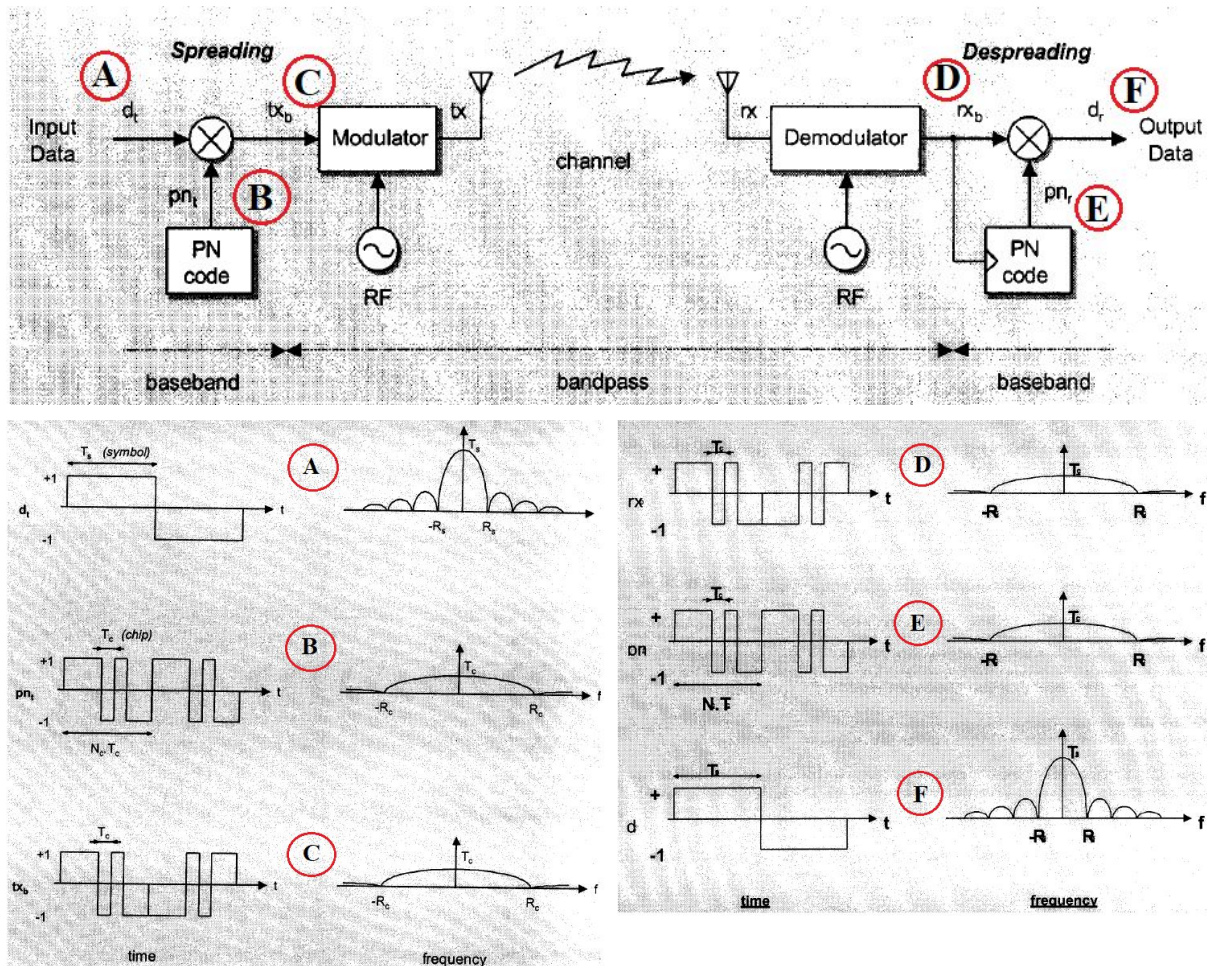 Spreading
Despreading
A
C
D
F
d_t
tx_b
tx
rx
rx_b
d_r
Input
Data
Modulator
channel
Demodulator
Output
Data
pn_t
B
pn_r
E
PN
code
RF
RF
PN
code
baseband
bandpass
baseband
T_s (symbol)
A
T_s
+1
d_t
t
-1
-R_s
R_s
T_c (chip)
B
+1
T_c
pn_t
t
f
-1
-R_c
R_c
N_c.T_c
T_c
C
+1
T_c
tx_b
t
f
-1
-R_c
R_c
time
frequency
D
+
rx
t
f
-1
E
+
pn
t
f
-1
F
+
d
t
f
-1
time
frequency